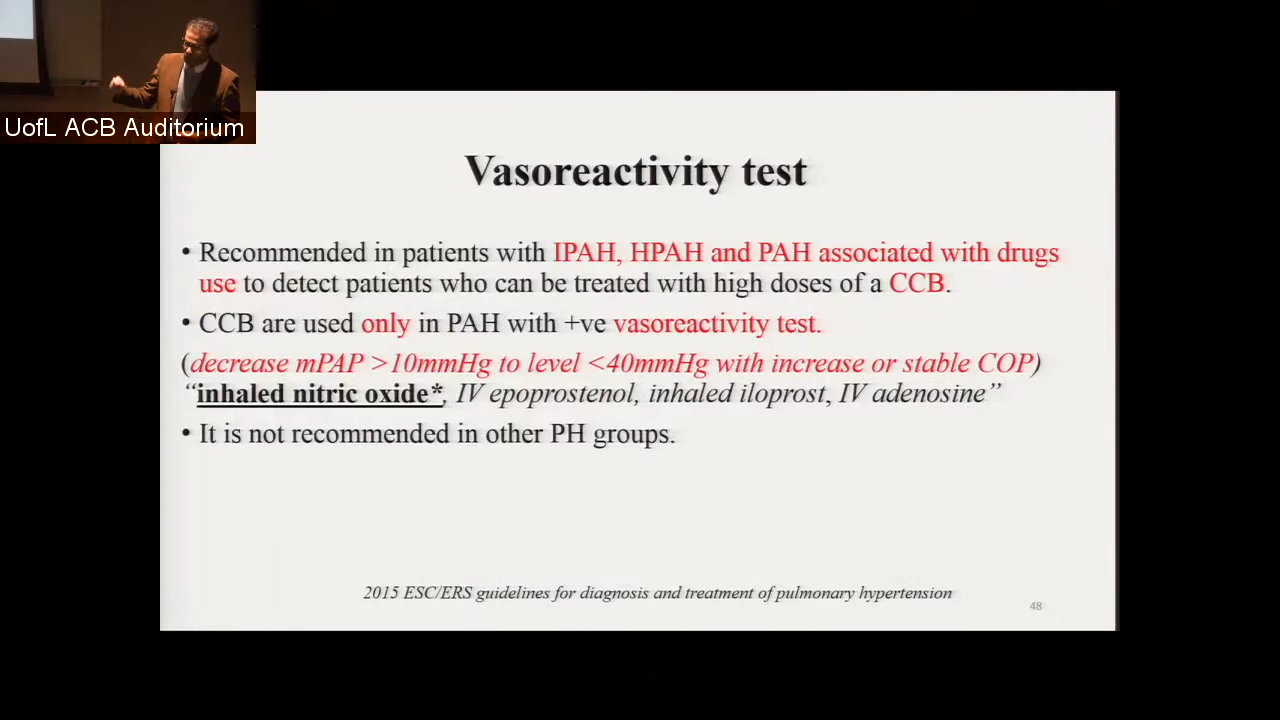 UofL ACB Auditorium
Vasoreactivity test
• Recommended in patients with IPAH, HPAH and PAH associated with drugs
use to detect patients who can be treated with high doses of a CCB.
• CCB are used only in PAH with +ve vasoreactivity test.
(decrease mPAP >10mmHg to level <40mmHg with increase or stable COP)
“inhaled nitric oxide*, IV epoprostenol, inhaled iloprost, IV adenosine”
• It is not recommended in other PH groups.
2015 ESC/ERS guidelines for diagnosis and treatment of pulmonary hypertension
48